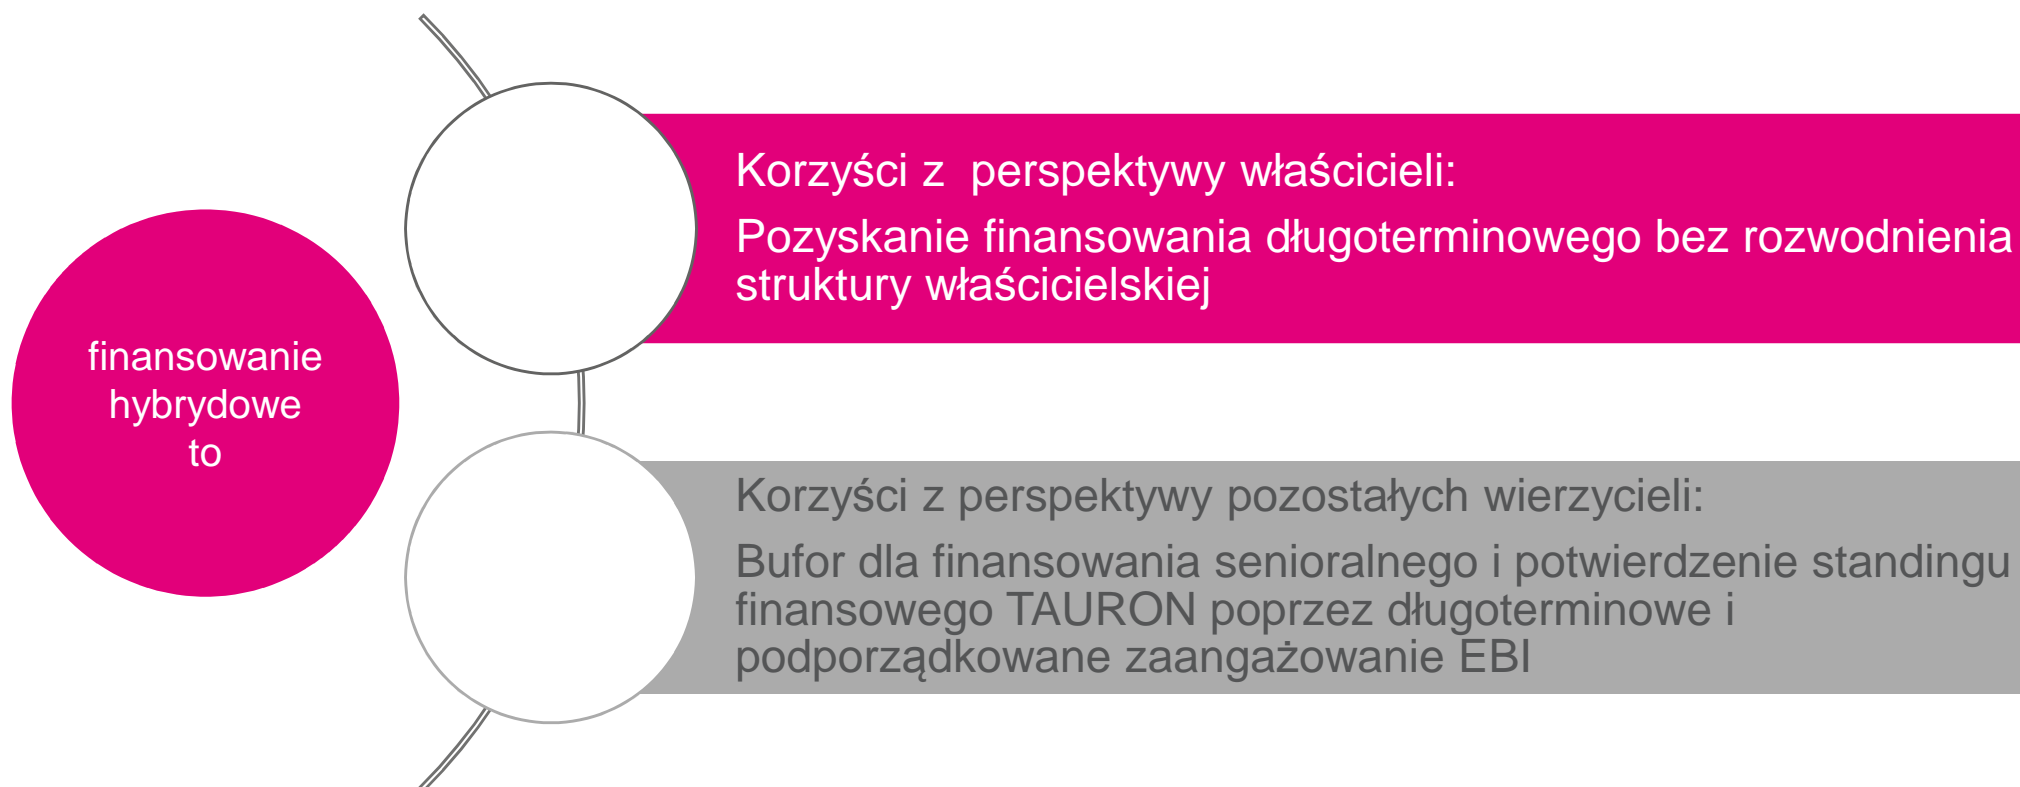 finansowanie
hybrydowe
to
Korzyści z  perspektywy właścicieli:
Pozyskanie finansowania długoterminowego bez rozwodnienia
struktury właścicielskiej
Korzyści z perspektywy pozostałych wierzycieli:
Bufor dla finansowania senioralnego i potwierdzenie standingu
finansowego TAURON poprzez długoterminowe i
podporządkowane zaangażowanie EBI